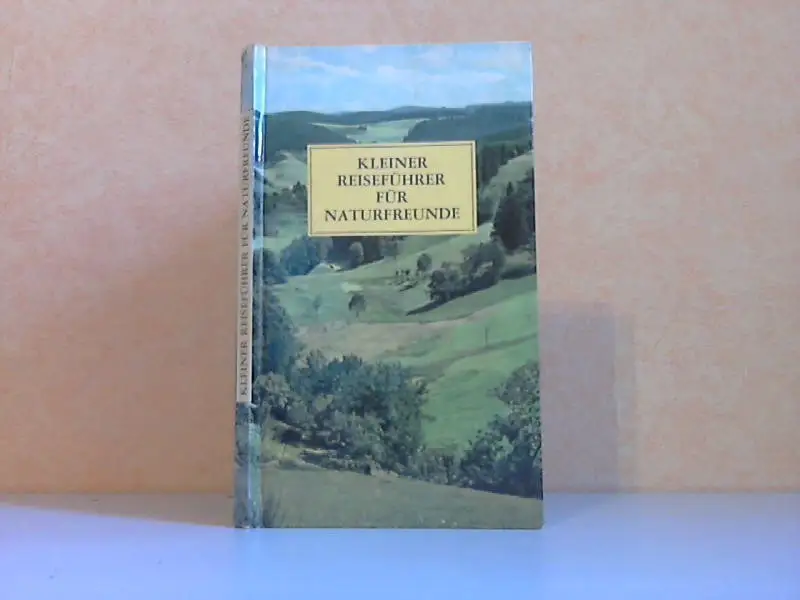 KLEINER
REISEFÜHRER
FÜR
NATURFREUNDE
KLEINER REISEFÜHRER FÜR NATURFREUNDE